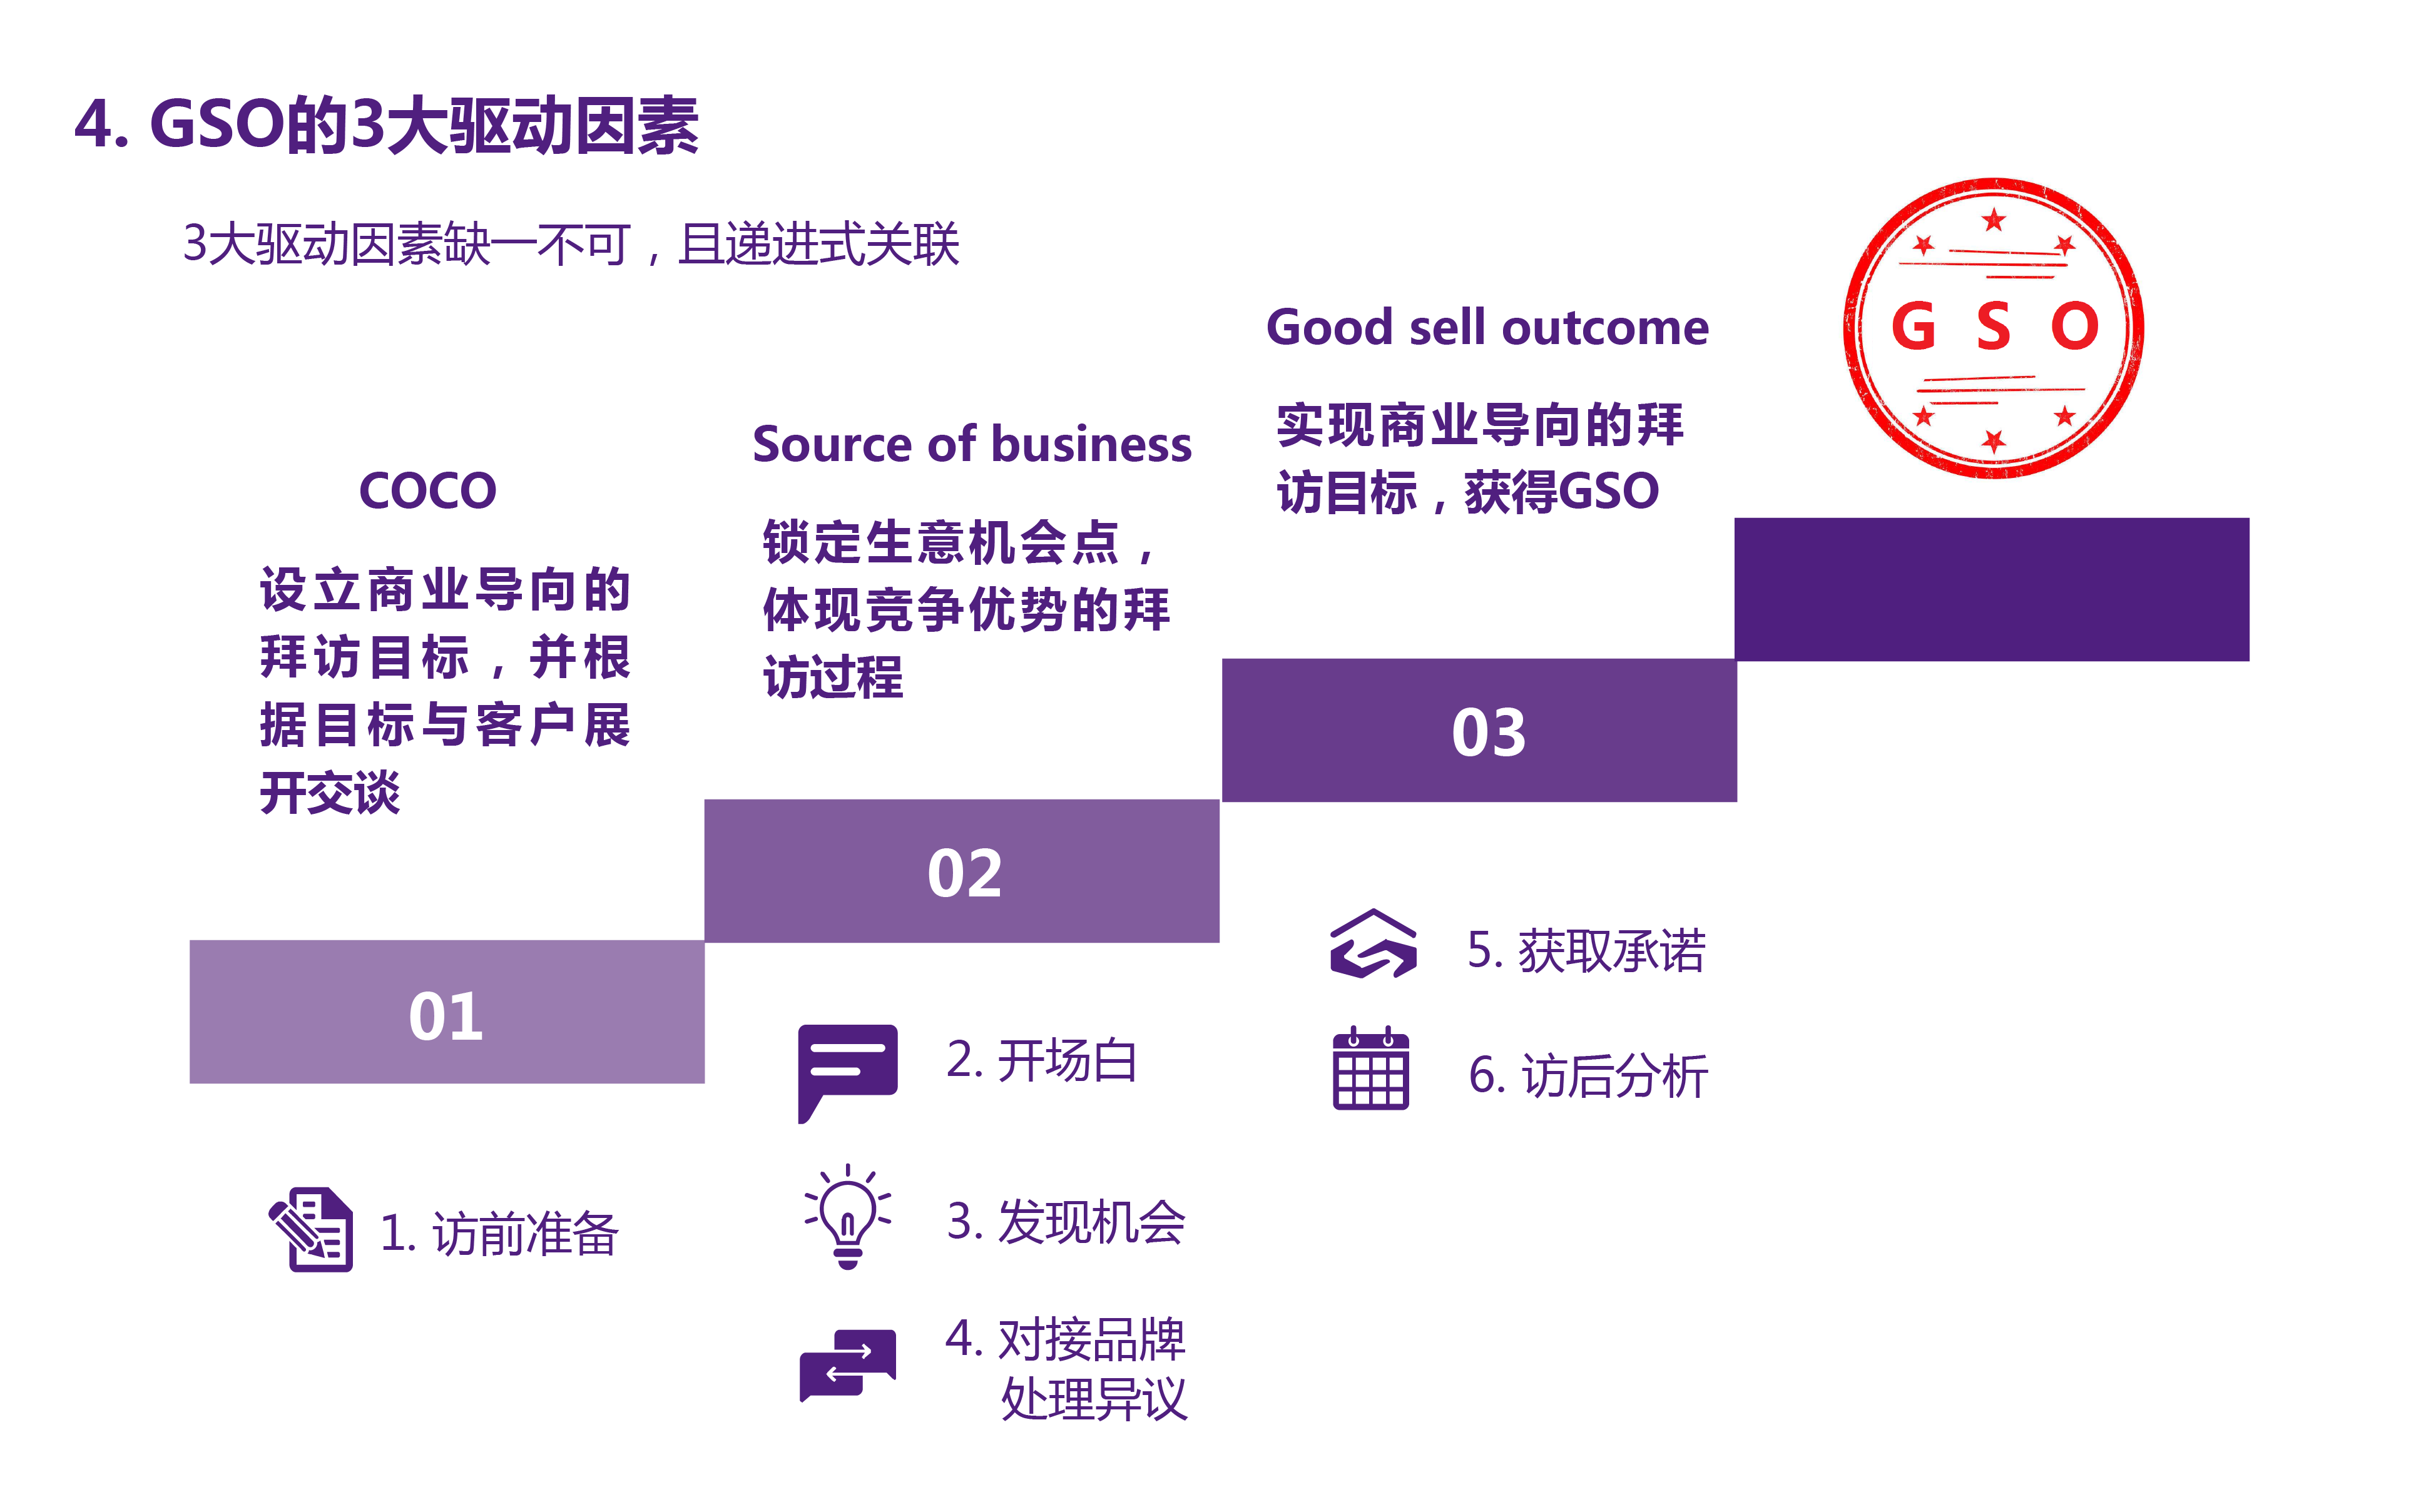 4. GSO的3大驱动因素
3大驱动因素缺一不可，且递进式关联
COCO
设立商业导向的
拜访目标，并根
据目标与客户展
开交谈
01
1. 访前准备
Source of business
锁定生意机会点，
体现竞争优势的拜
访过程
02
2. 开场白
3. 发现机会
4. 对接品牌
处理异议
Good sell outcome
实现商业导向的拜
访目标，获得GSO
03
5. 获取承诺
6. 访后分析
G S O